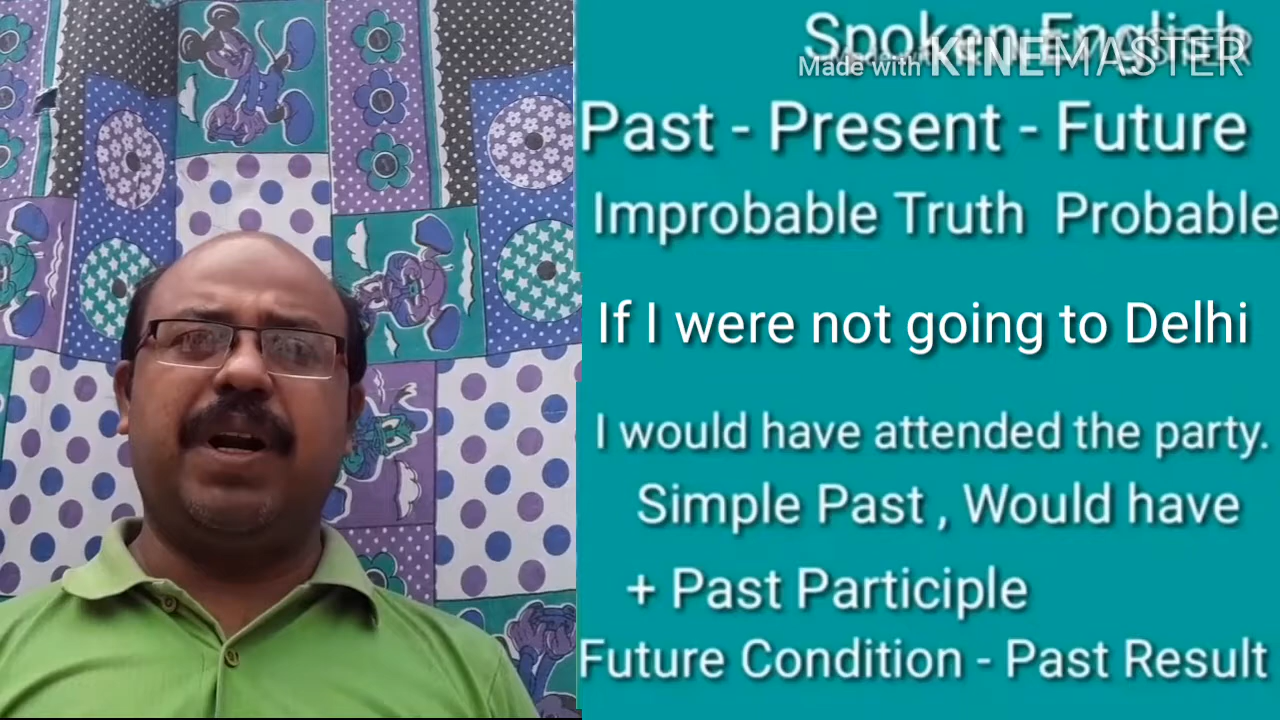 Spoken English
Made with KINEMASTER
Past - Present - Future
Improbable Truth Probable
If I were not going to Delhi
I would have attended the party.
Simple Past , Would have
+ Past Participle
Future Condition - Past Result